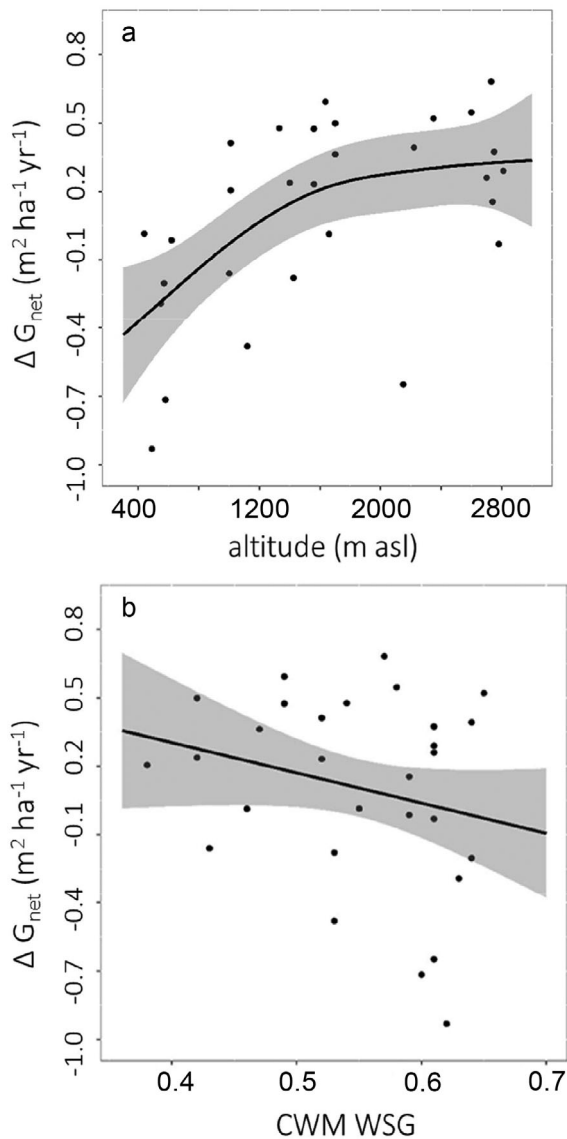 a
0.8
0.5
0.2
-0.1
-0.4
-0.7
-1.0
Δ Gnet (m² ha⁻¹ yr⁻¹)
400 1200 2000 2800
altitude (m asl)
b
0.8
0.5
0.2
-0.1
-0.4
-0.7
-1.0
Δ Gnet (m² ha⁻¹ yr⁻¹)
0.4 0.5 0.6 0.7
CWM WSG